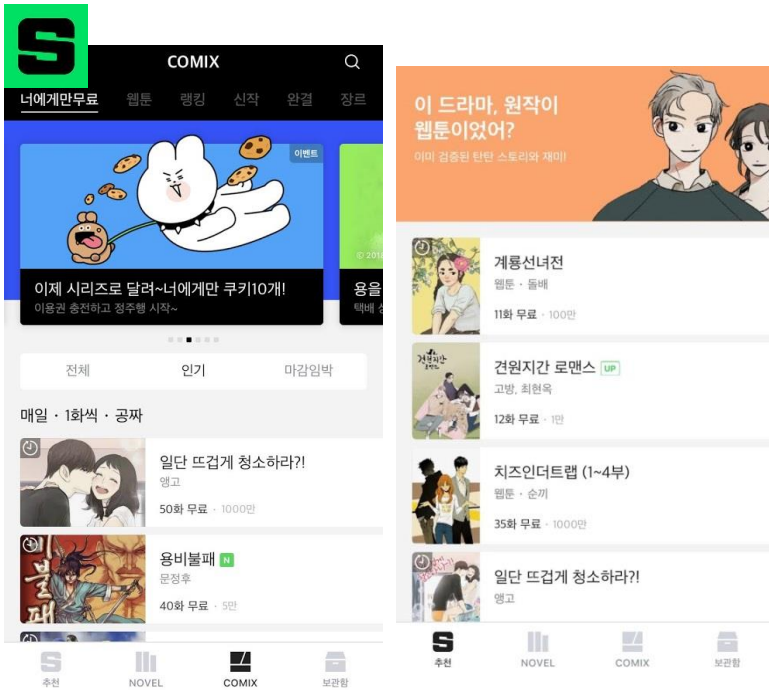 S
COMIX
너에게만무료 웹툰 랭킹 신작 완결 장르
이벤트
이제 시리즈로 달려~너에게만 쿠키10개!
이용권 충전하고 정주행 시작~
© 201
용을
택배
전체 인기 마감임박
매일 · 1화씩 · 공짜
일단 뜨겁게 청소하라?!
앵고
50화 무료 · 1000만
불패
용비불패 N
문정후
40화 무료 · 5만
S
추천 NOVEL COMIX 보관함
이 드라마, 원작이
웹툰이었어?
이미 검증된 탄탄 스토리와 재미!
계룡선녀전
웹툰 · 돌배
11화 무료 · 100만
견원지간
로맨스
견원지간 로맨스 UP
고방, 최현옥
12화 무료 · 1만
치즈인더트랩 (1~4부)
웹툰 · 순끼
35화 무료 · 1000만
일단 뜨겁게 청소하라?!
앵고
S
추천 NOVEL COMIX 보관함